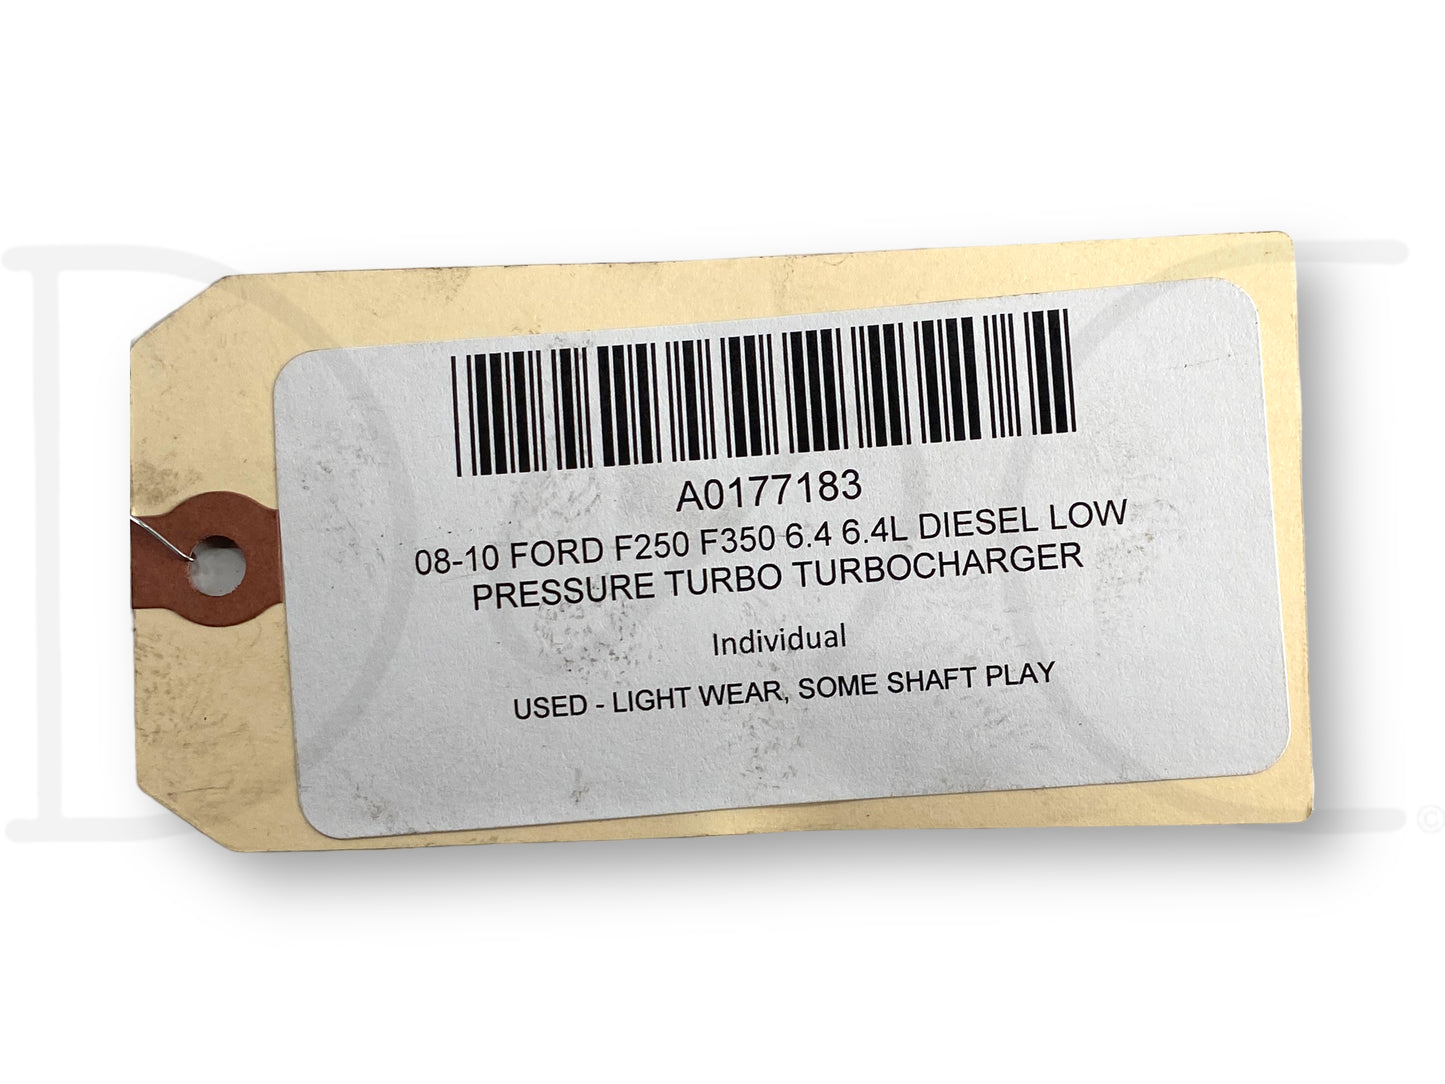 A0177183
08-10 FORD F250 F350 6.4 6.4L DIESEL LOW
PRESSURE TURBO TURBOCHARGER
Individual
USED - LIGHT WEAR, SOME SHAFT PLAY
©